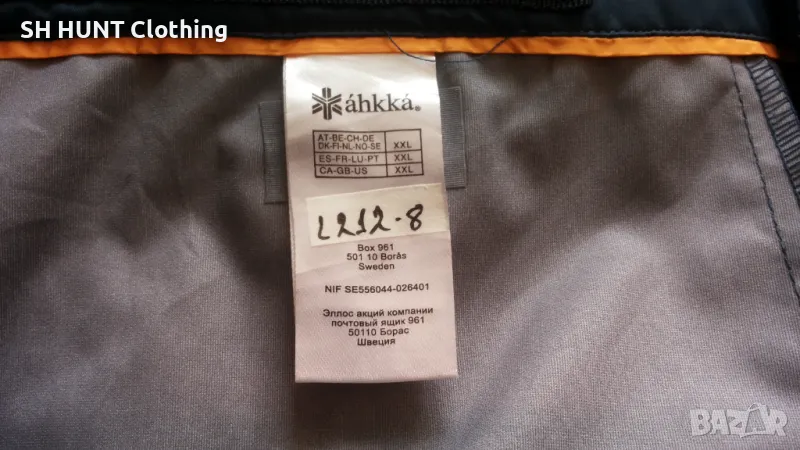 SH HUNT Clothing
áhkká®
AT-BE-CH-DE
DK-FI-NL-NO-SE XXL
ES-FR-LU-PT XXL
CA-GB-US XXL
L212-8
Box 961
501 10 Borås
Sweden
NIF SE556044-026401
Эллос акций компании
почтовый ящик 961
50110 Борас
Швеция
BAZAR